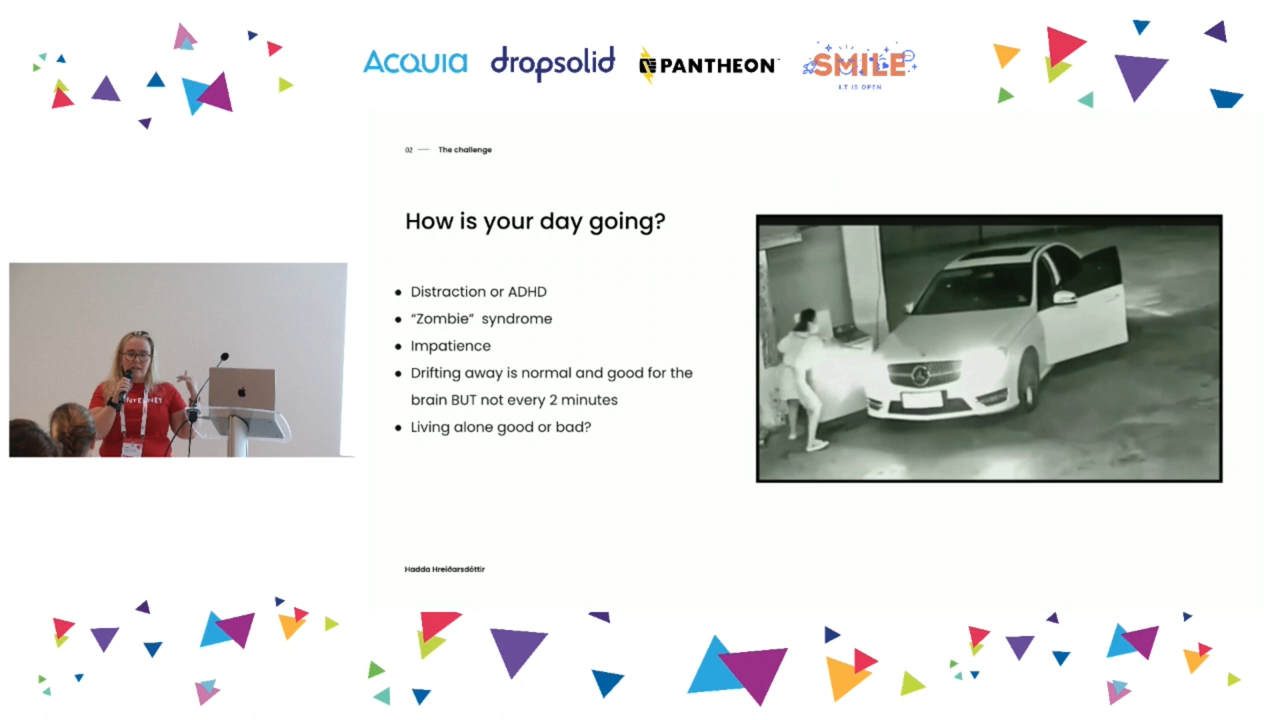 ACQUIA dropsolid PANTHEON SMILE
I.T IS OPEN
02 — The challenge
How is your day going?
● Distraction or ADHD
● “Zombie” syndrome
● Impatience
● Drifting away is normal and good for the
brain BUT not every 2 minutes
● Living alone good or bad?
Hadda Hreiðarsdóttir